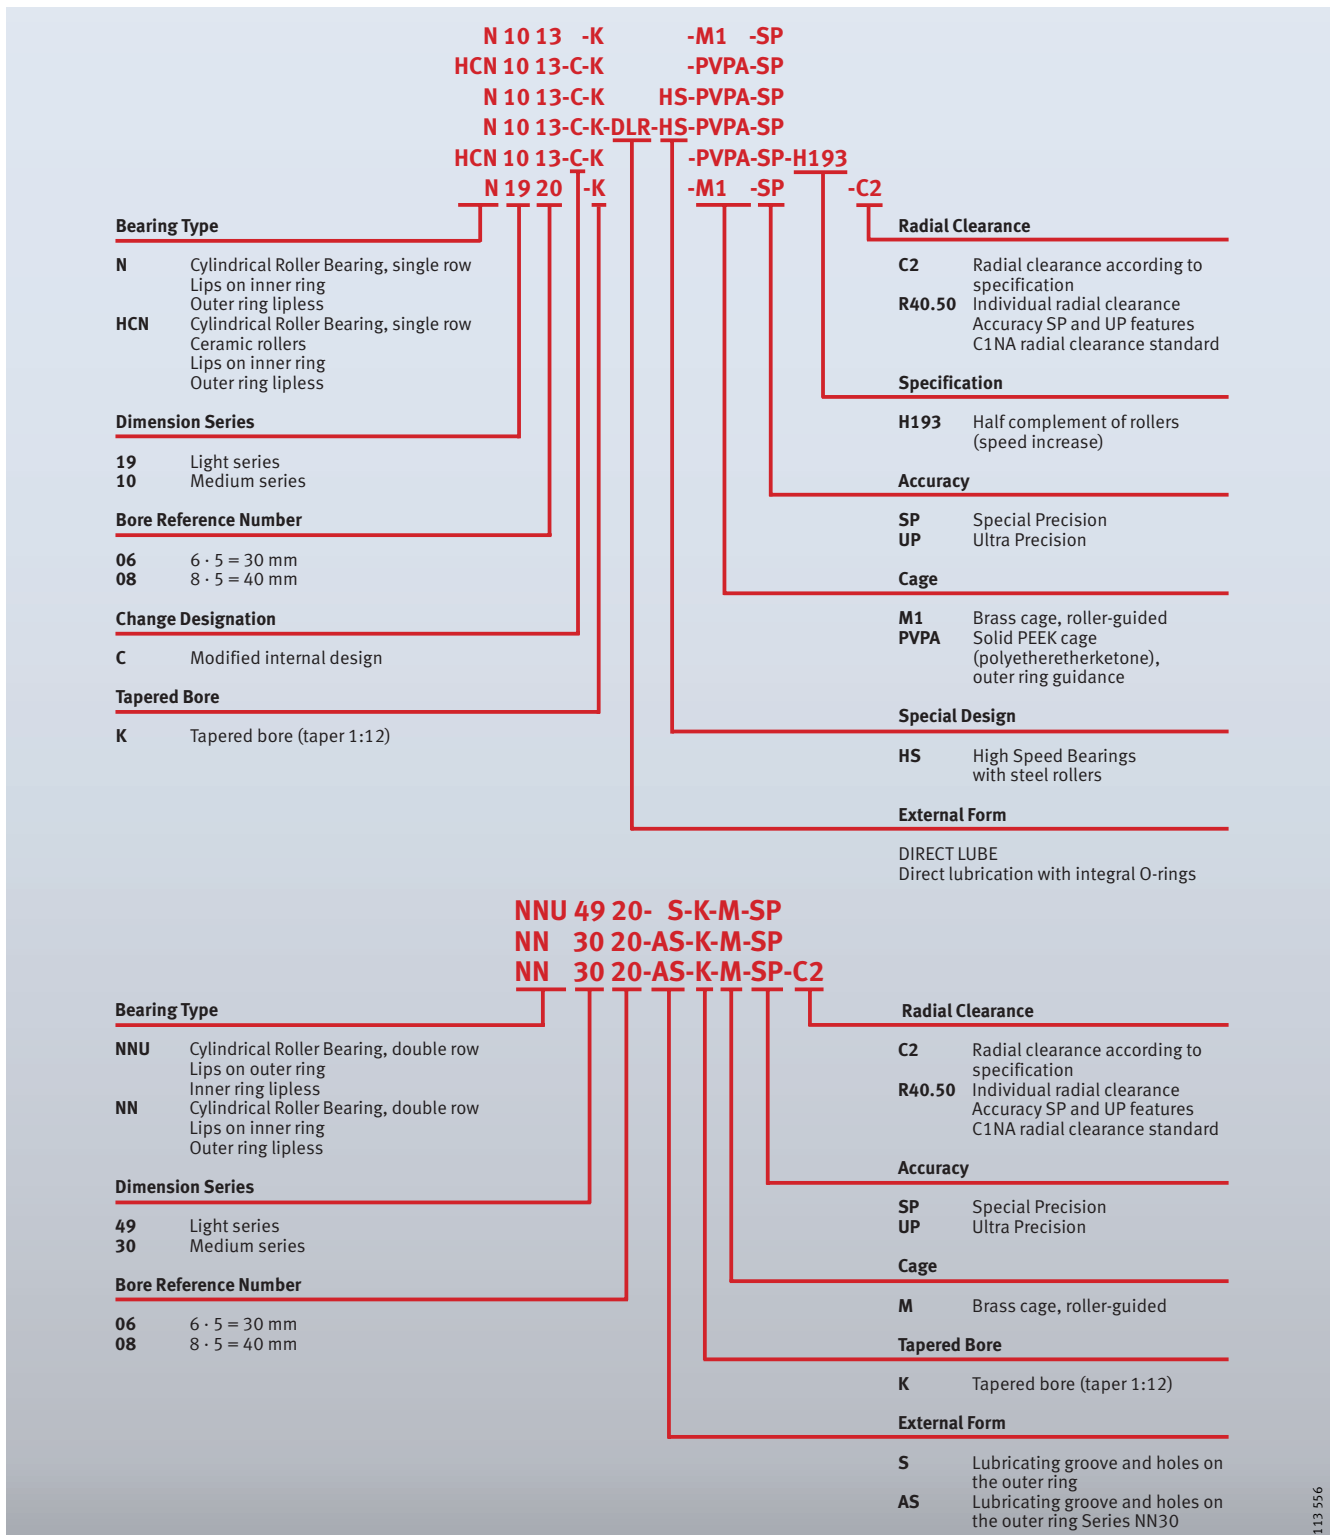 N 10 13 -K -M1 -SP
HCN 10 13-C-K -PVPA-SP
N 10 13-C-K HS-PVPA-SP
N 10 13-C-K-DLR-HS-PVPA-SP
HCN 10 13-C-K -PVPA-SP-H193
N 19 20 -K -M1 -SP -C2
Bearing Type
N Cylindrical Roller Bearing, single row
Lips on inner ring
Outer ring lipless
HCN Cylindrical Roller Bearing, single row
Ceramic rollers
Lips on inner ring
Outer ring lipless
Dimension Series
19 Light series
10 Medium series
Bore Reference Number
06 6 · 5 = 30 mm
08 8 · 5 = 40 mm
Change Designation
C Modified internal design
Tapered Bore
K Tapered bore (taper 1:12)
Radial Clearance
C2 Radial clearance according to
specification
R40.50 Individual radial clearance
Accuracy SP and UP features
C1NA radial clearance standard
Specification
H193 Half complement of rollers
(speed increase)
Accuracy
SP Special Precision
UP Ultra Precision
Cage
M1 Brass cage, roller-guided
PVPA Solid PEEK cage
(polyetheretherketone),
outer ring guidance
Special Design
HS High Speed Bearings
with steel rollers
External Form
DIRECT LUBE
Direct lubrication with integral O-rings
NNU 49 20- S-K-M-SP
NN 30 20-AS-K-M-SP
NN 30 20-AS-K-M-SP-C2
Bearing Type
NNU Cylindrical Roller Bearing, double row
Lips on outer ring
Inner ring lipless
NN Cylindrical Roller Bearing, double row
Lips on inner ring
Outer ring lipless
Dimension Series
49 Light series
30 Medium series
Bore Reference Number
06 6 · 5 = 30 mm
08 8 · 5 = 40 mm
Radial Clearance
C2 Radial clearance according to
specification
R40.50 Individual radial clearance
Accuracy SP and UP features
C1NA radial clearance standard
Accuracy
SP Special Precision
UP Ultra Precision
Cage
M Brass cage, roller-guided
Tapered Bore
K Tapered bore (taper 1:12)
External Form
S Lubricating groove and holes on
the outer ring
AS Lubricating groove and holes on
the outer ring Series NN30
113 556